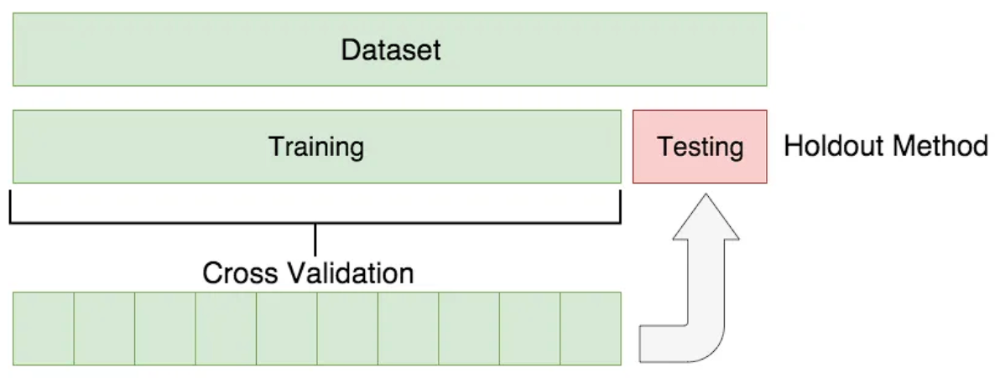 Dataset
Training
Testing
Holdout Method
Cross Validation